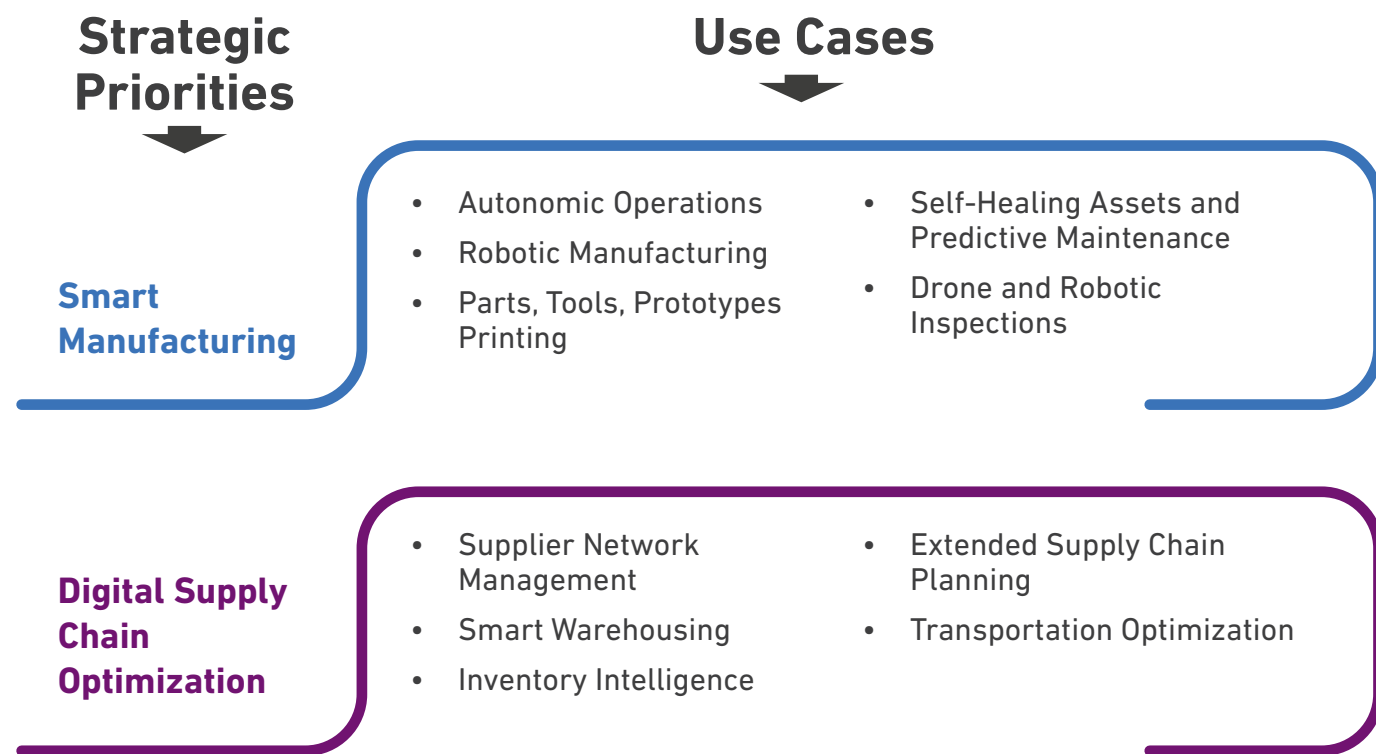 Strategic
Priorities
Use Cases
Smart
Manufacturing
• Autonomic Operations
• Robotic Manufacturing
• Parts, Tools, Prototypes
Printing
• Self-Healing Assets and
Predictive Maintenance
• Drone and Robotic
Inspections
Digital Supply
Chain
Optimization
• Supplier Network
Management
• Smart Warehousing
• Inventory Intelligence
• Extended Supply Chain
Planning
• Transportation Optimization